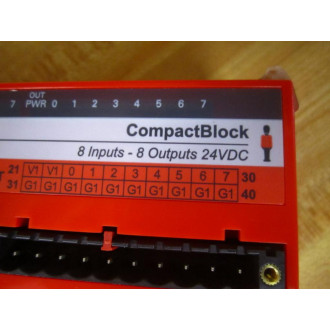 OUT
7 PWR 0 1 2 3 4 5 6 7
CompactBlock
8 Inputs - 8 Outputs 24VDC
21 V1 V1 0 1 2 3 4 5 6 7 30
31 G1 G1 G1 G1 G1 G1 G1 G1 G1 40